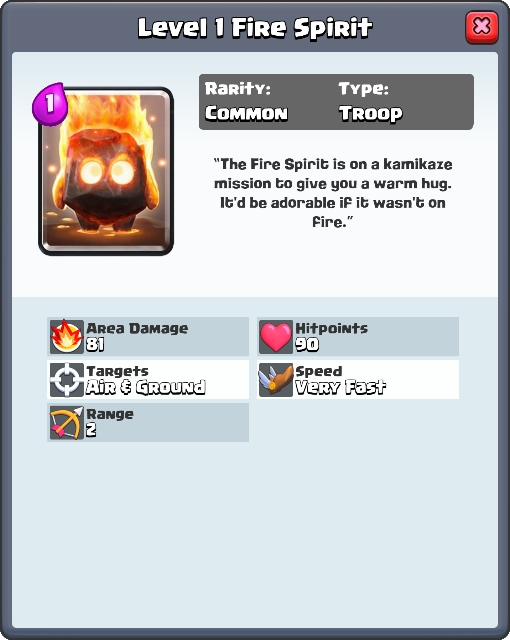 Level 1 Fire Spirit
1
Rarity: Type:
Common Troop
"The Fire Spirit is on a kamikaze
mission to give you a warm hug.
It'd be adorable if it wasn't on
fire."
Area Damage
81
Hitpoints
90
Targets
Air & Ground
Speed
Very Fast
Range
2